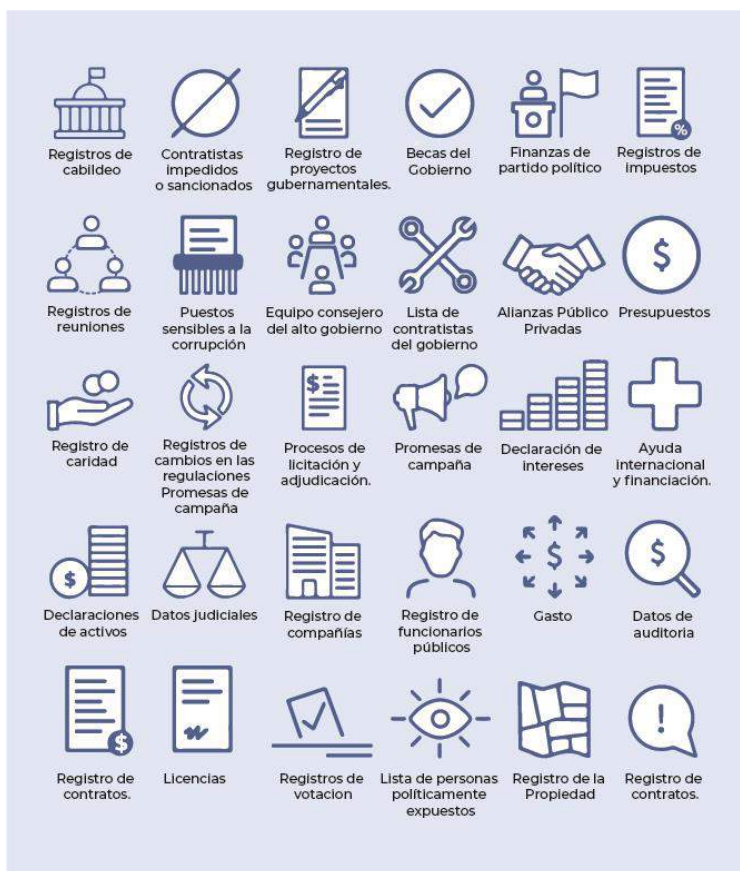 Registros de
cabildeo
Contratistas
impedidos
o sancionados
Registro de
proyectos
gubernamentales.
Becas del
Gobierno
Finanzas de
partido político
Registros de
impuestos
%
Registros de
reuniones
Puestos
sensibles a la
corrupción
Equipo consejero
del alto gobierno
Lista de
contratistas
del gobierno
Alianzas Público
Privadas
$
Presupuestos
Registro de
caridad
Registros de
cambios en las
regulaciones
Promesas de
campaña
$
Procesos de
licitación y
adjudicación.
Promesas de
campaña
Declaración de
intereses
Ayuda
internacional
y financiación.
$
Declaraciones
de activos
Datos judiciales
Registro de
compañías
Registro de
funcionarios
públicos
$
Gasto
$
Datos de
auditoria
$
Registro de
contratos.
Licencias
Registros de
votacion
Lista de personas
políticamente
expuestos
Registro de la
Propiedad
!
Registro de
contratos.